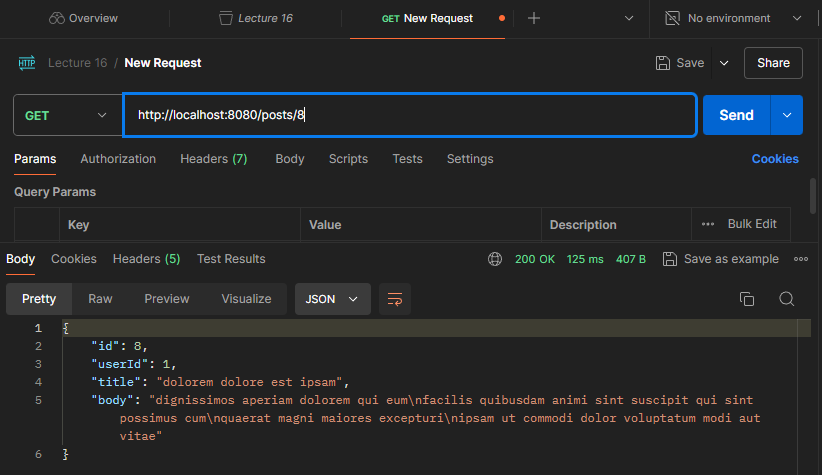 Overview
Lecture 16
GET New Request
No environment
HTTP Lecture 16 / New Request
Save
Share
GET
http://localhost:8080/posts/8
Send
Params Authorization Headers (7) Body Scripts Tests Settings
Cookies
Query Params
Key Value Description
Bulk Edit
Body Cookies Headers (5) Test Results
200 OK 125 ms 407 B
Save as example
Pretty Raw Preview Visualize
JSON
1 {
2 "id": 8,
3 "userId": 1,
4 "title": "dolorem dolore est ipsam",
5 "body": "dignissimos aperiam dolorem qui eum\nfacilis quibusdam animi sint suscipit qui sint
possimus cum\nquaerat magni maiores excepturi\nipsam ut commodi dolor voluptatum modi aut
vitae"
6 }